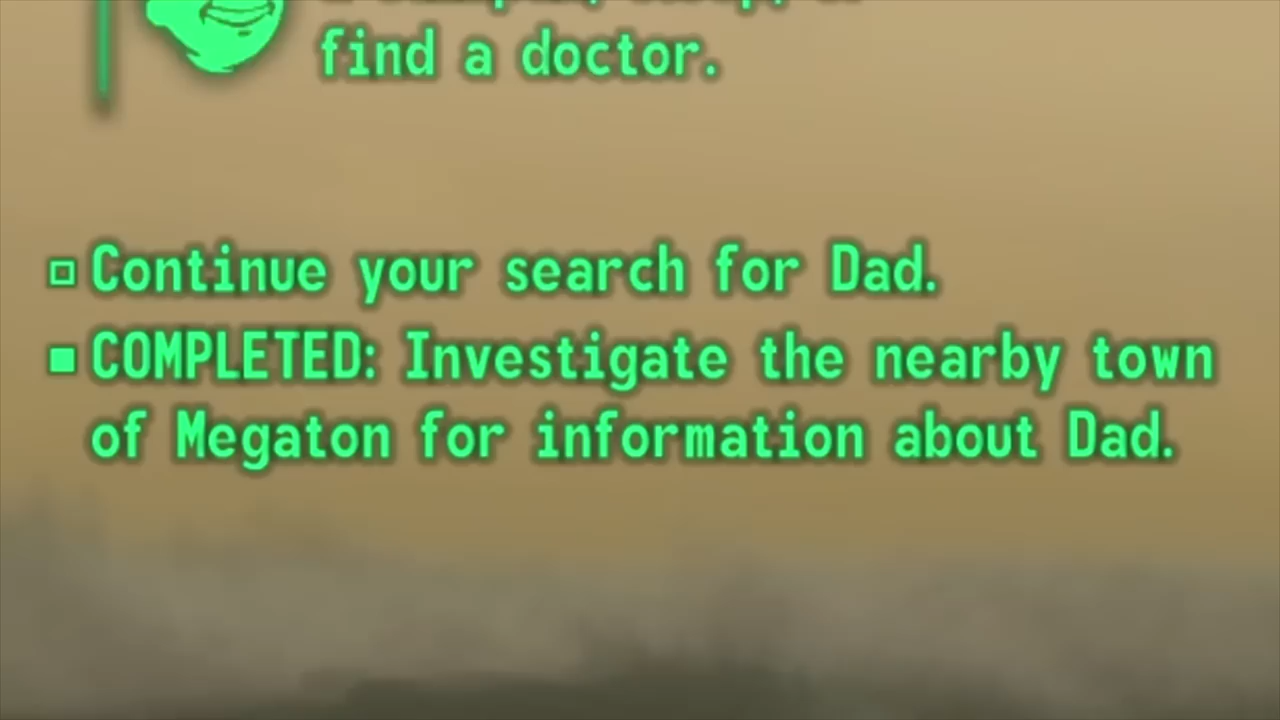 find a doctor.
Continue your search for Dad.
COMPLETED: Investigate the nearby town
of Megaton for information about Dad.